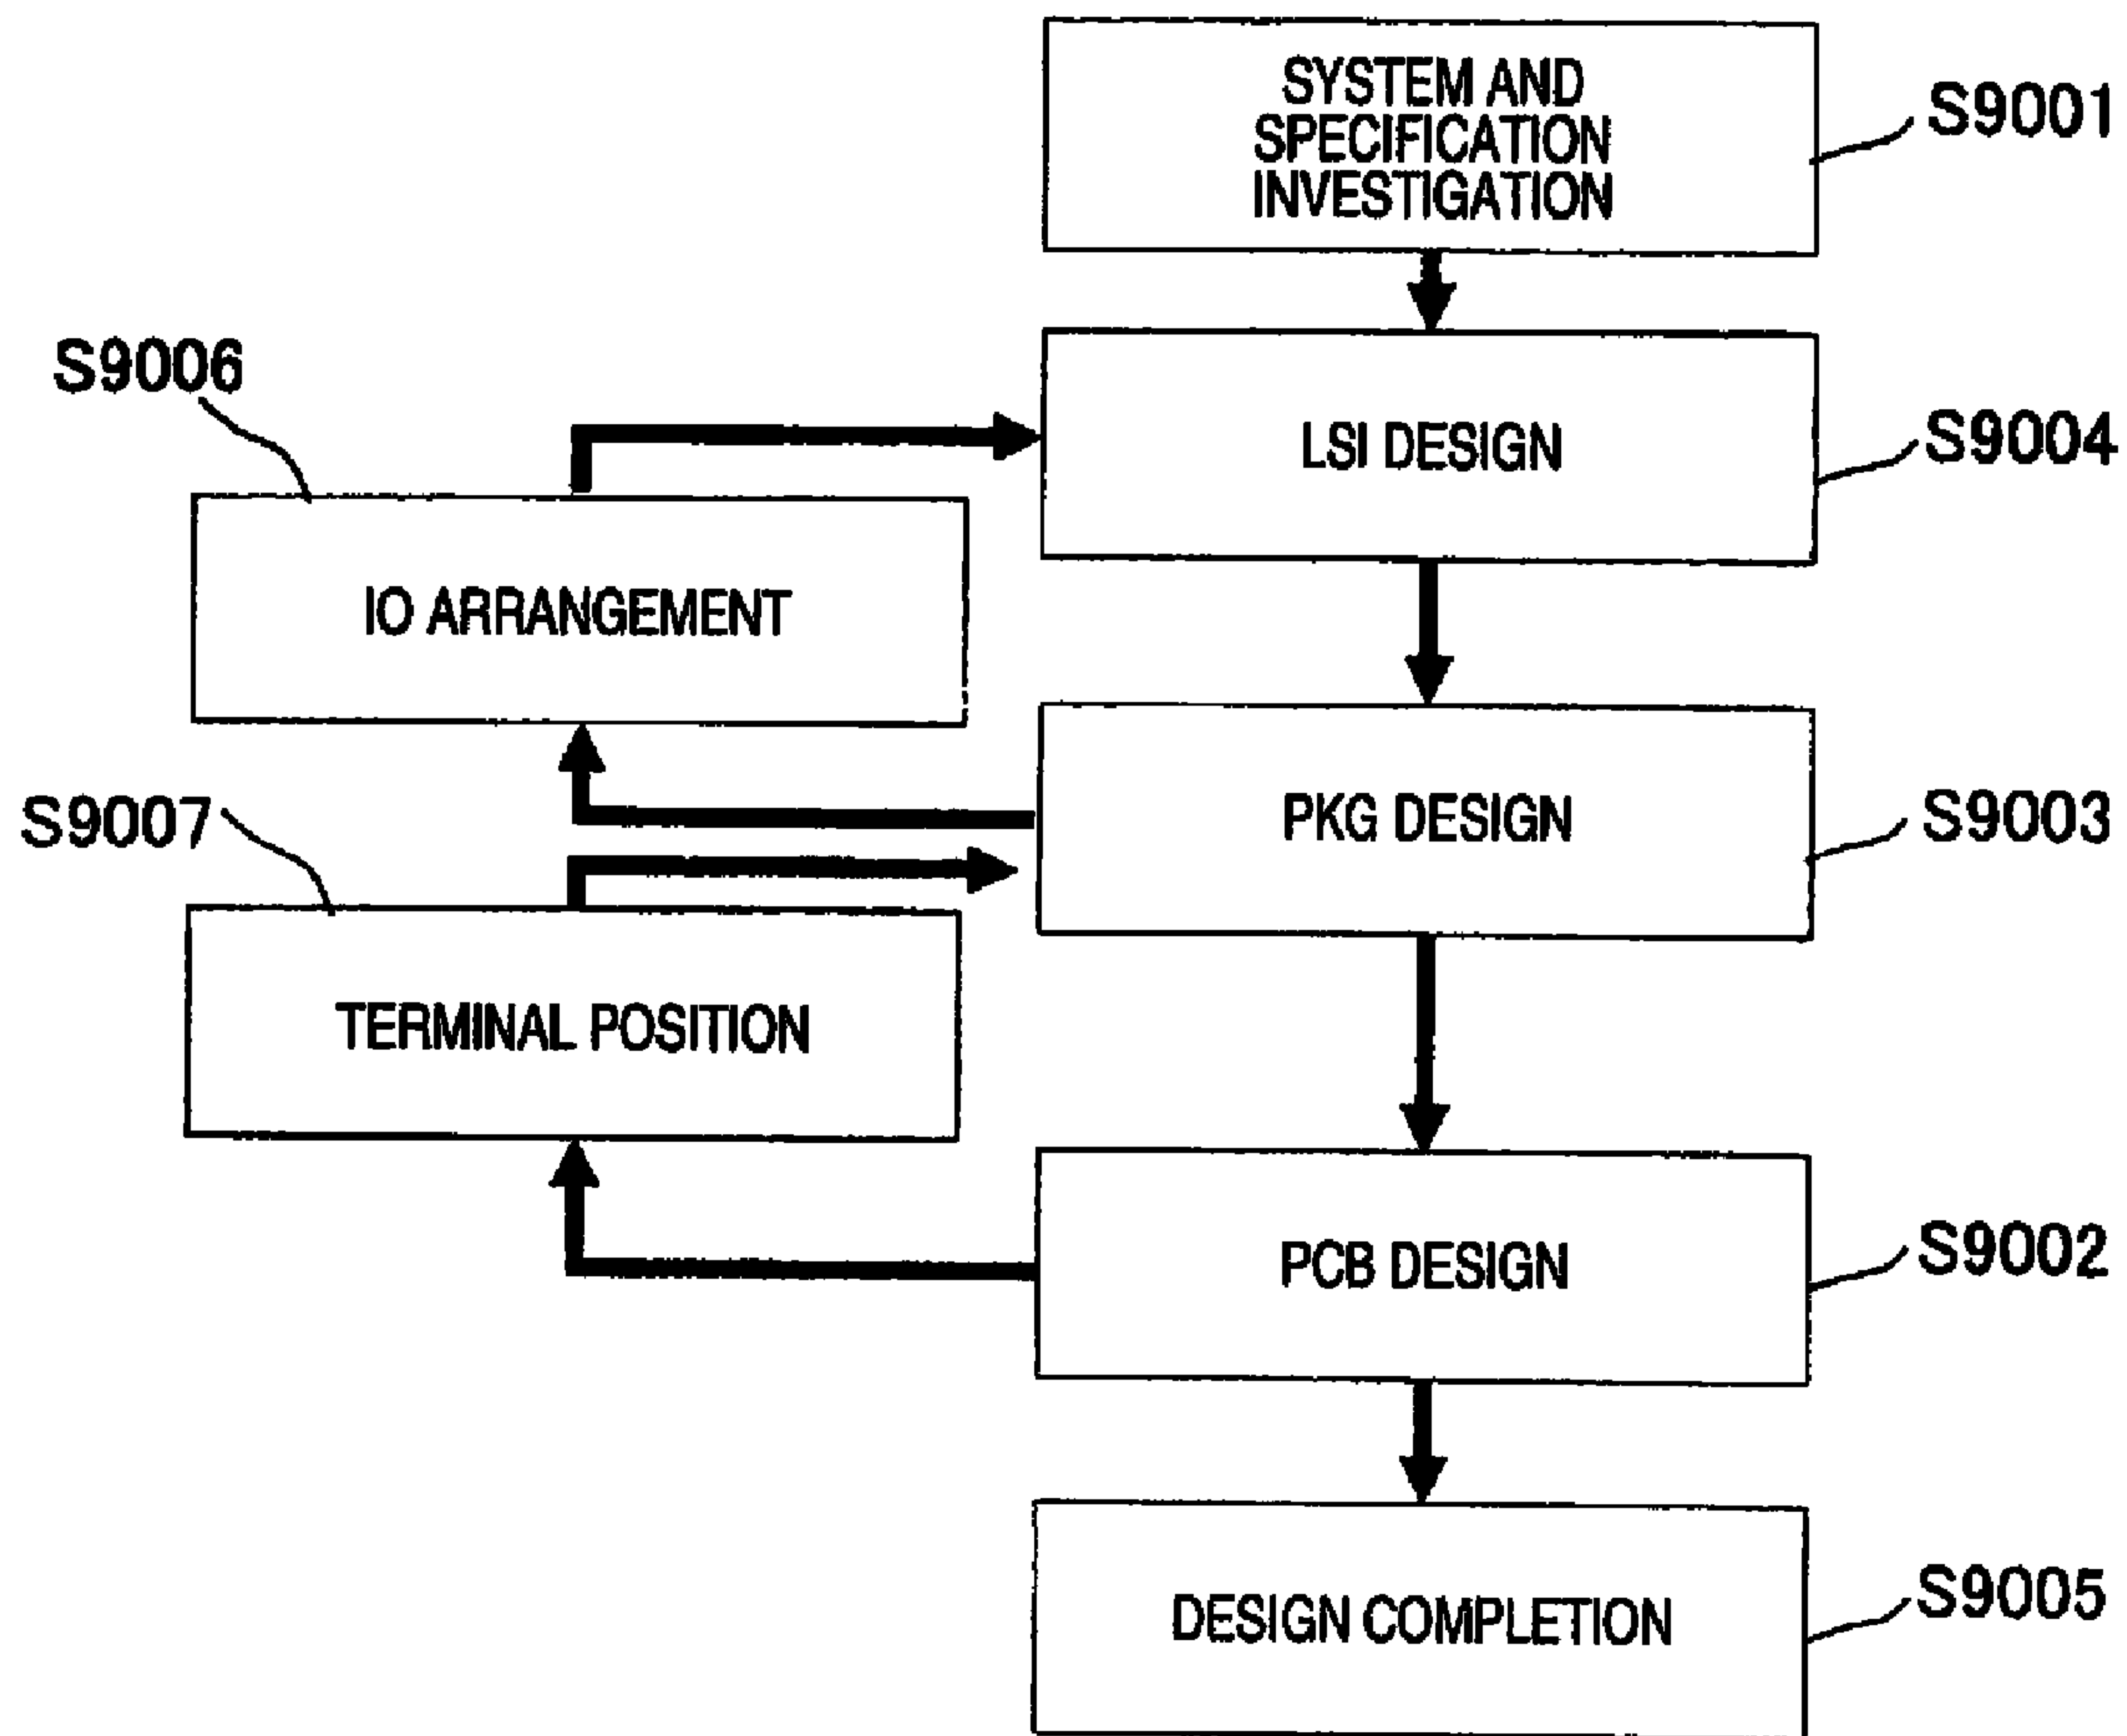 SYSTEM AND
SPECIFICATION
INVESTIGATION
S9001
S9006
LSI DESIGN
S9004
IO ARRANGEMENT
S9007
PKG DESIGN
S9003
TERMINAL POSITION
PCB DESIGN
S9002
DESIGN COMPLETION
S9005